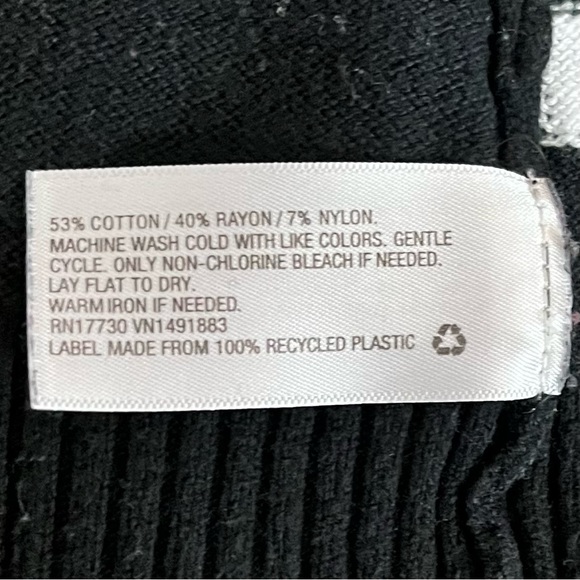 53% COTTON / 40% RAYON / 7% NYLON.
MACHINE WASH COLD WITH LIKE COLORS. GENTLE
CYCLE. ONLY NON-CHLORINE BLEACH IF NEEDED.
LAY FLAT TO DRY.
WARM IRON IF NEEDED.
RN17730 VN1491883
LABEL MADE FROM 100% RECYCLED PLASTIC